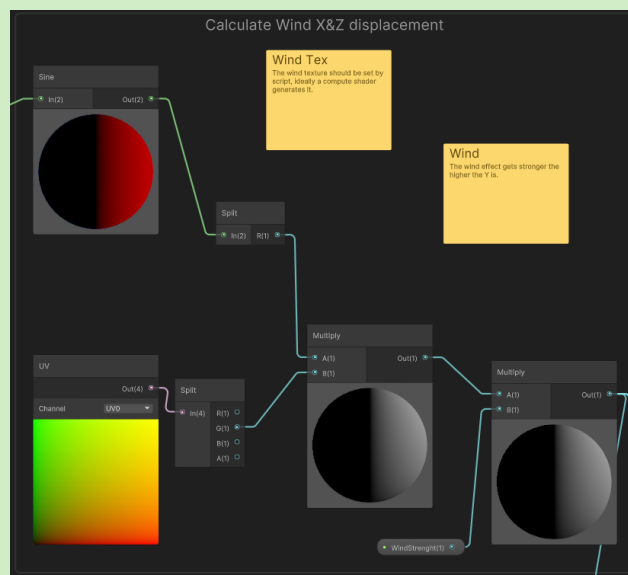 Calculate Wind X&Z displacement
Wind Tex
The wind texture should be set by
script, ideally a compute shader
generates it.
Sine
In(2)
Out(2)
Wind
The wind effect gets stronger the
higher the Y is.
Split
In(2)
R(1)
Multiply
A(1)
Out(1)
B(1)
UV
Out(4)
Channel
UV0
Split
In(4)
R(1)
G(1)
B(1)
A(1)
Multiply
A(1)
Out(1)
B(1)
WindStrenght(1)